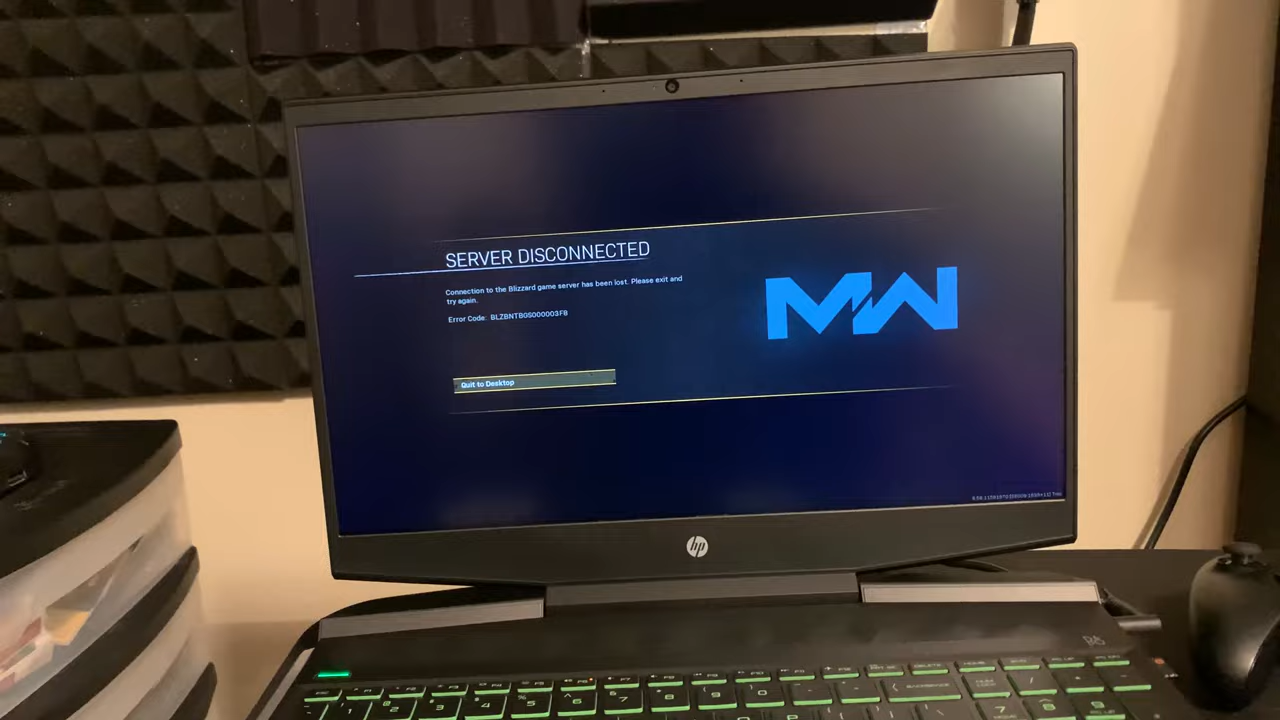 SERVER DISCONNECTED
Connection to the Blizzard game server has been lost. Please exit and
try again.
Error Code: BLZBNTBGS000003F8
Quit to Desktop
MW
hp